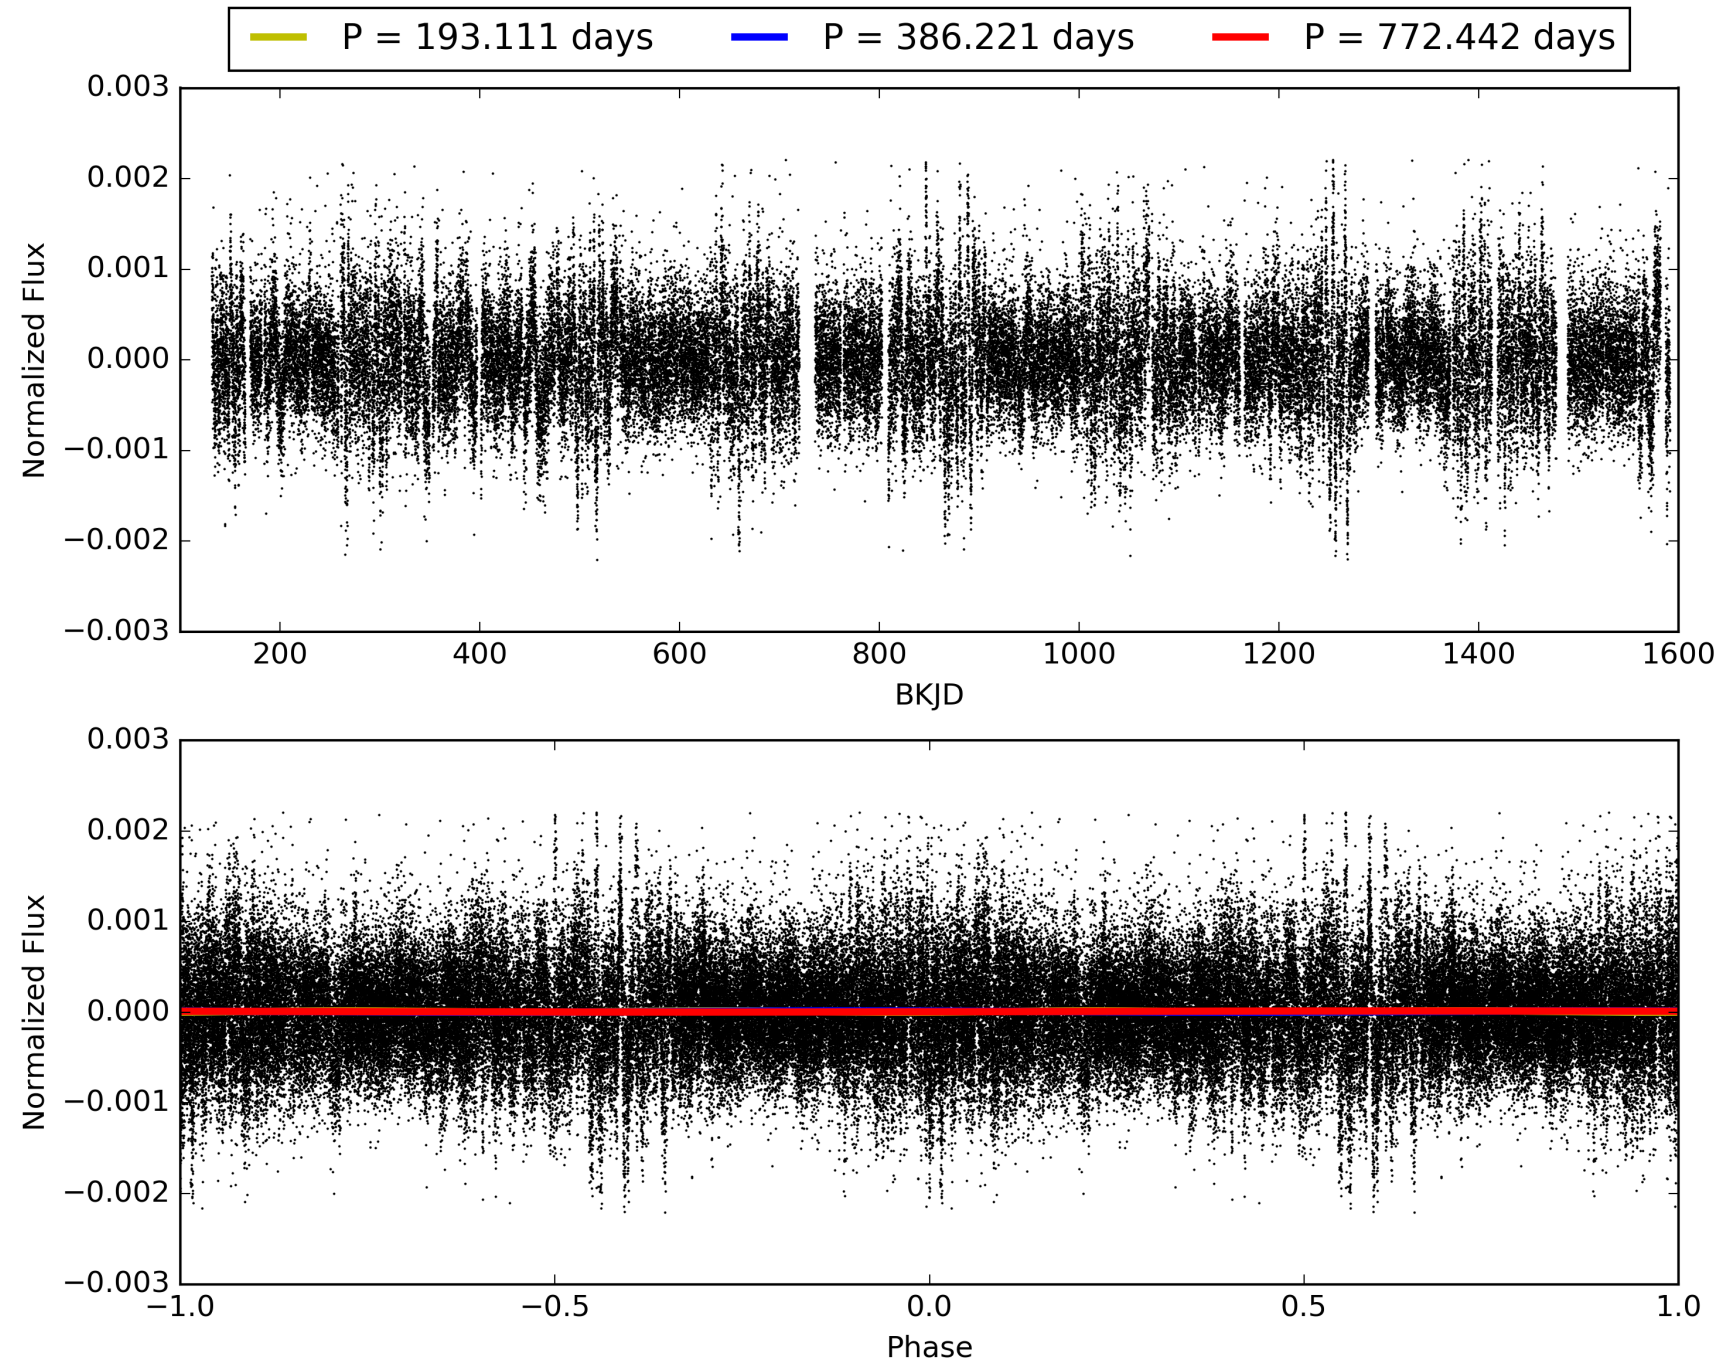 P = 193.111 days P = 386.221 days P = 772.442 days
0.003
0.002
0.001
0.000
−0.001
−0.002
−0.003
Normalized Flux
200 400 600 800 1000 1200 1400 1600
BKJD
0.003
0.002
0.001
0.000
−0.001
−0.002
−0.003
Normalized Flux
−1.0 −0.5 0.0 0.5 1.0
Phase